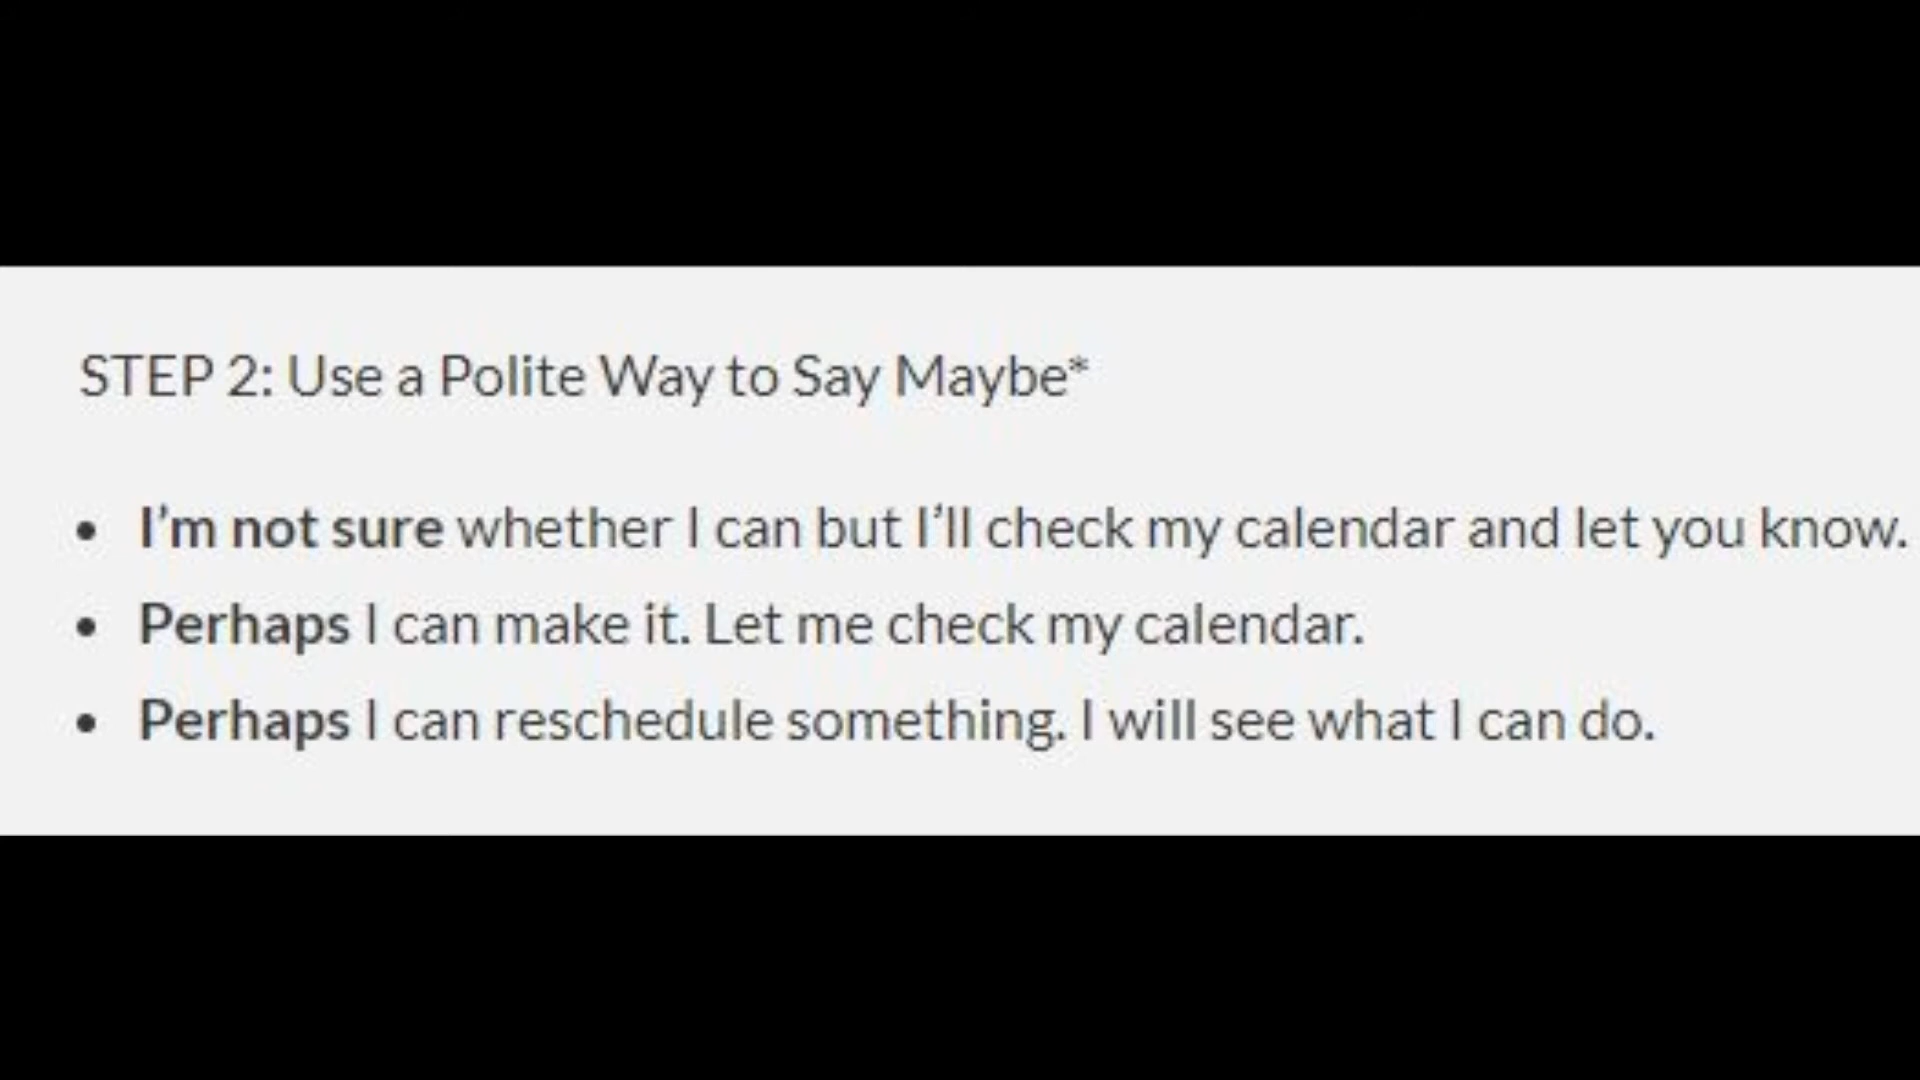 STEP 2: Use a Polite Way to Say Maybe*
• I'm not sure whether I can but I'll check my calendar and let you know.
• Perhaps I can make it. Let me check my calendar.
• Perhaps I can reschedule something. I will see what I can do.